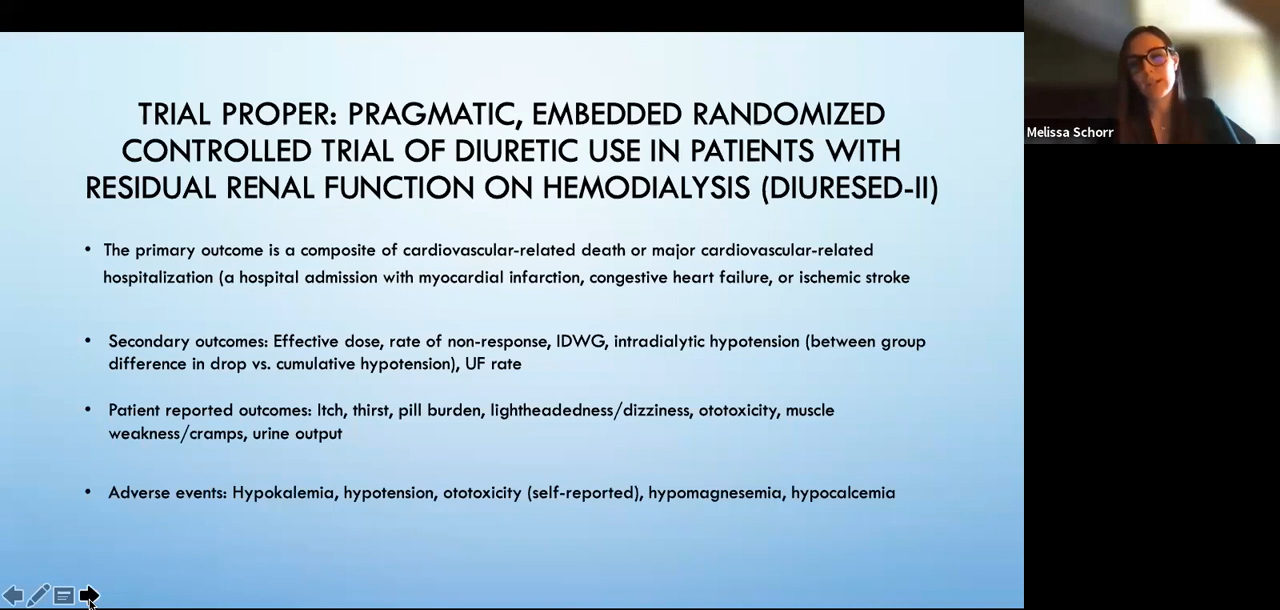 TRIAL PROPER: PRAGMATIC, EMBEDDED RANDOMIZED
CONTROLLED TRIAL OF DIURETIC USE IN PATIENTS WITH
RESIDUAL RENAL FUNCTION ON HEMODIALYSIS (DIURESED-II)
• The primary outcome is a composite of cardiovascular-related death or major cardiovascular-related
hospitalization (a hospital admission with myocardial infarction, congestive heart failure, or ischemic stroke
• Secondary outcomes: Effective dose, rate of non-response, IDWG, intradialytic hypotension (between group
difference in drop vs. cumulative hypotension), UF rate
• Patient reported outcomes: Itch, thirst, pill burden, lightheadedness/dizziness, ototoxicity, muscle
weakness/cramps, urine output
• Adverse events: Hypokalemia, hypotension, ototoxicity (self-reported), hypomagnesemia, hypocalcemia
Melissa Schorr